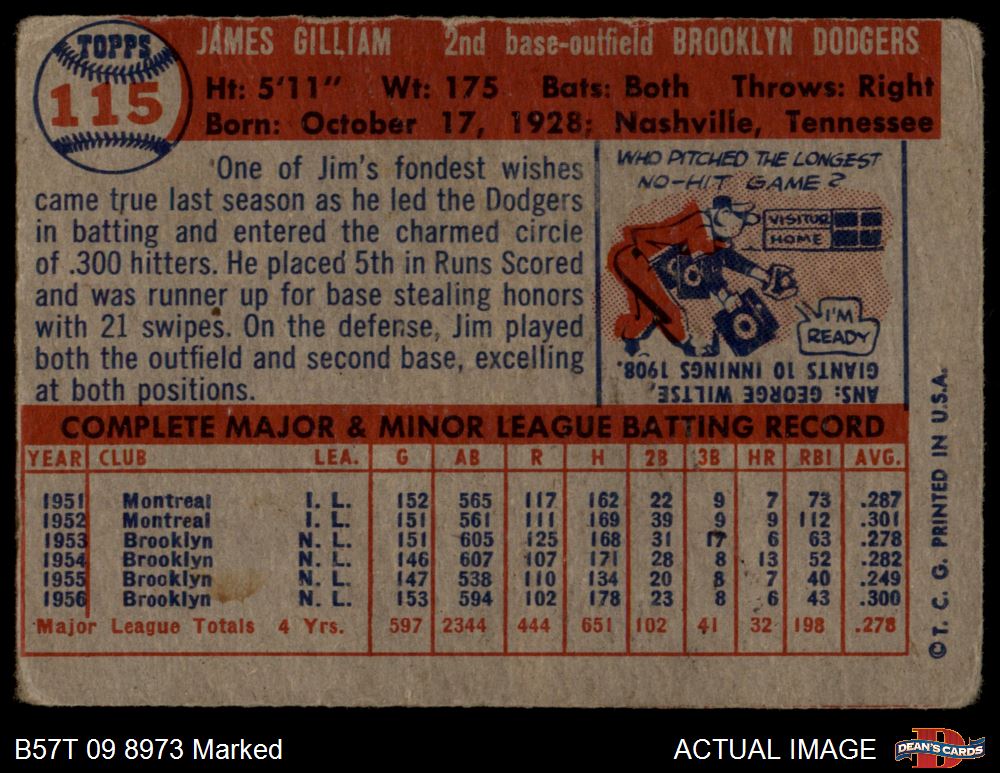 TOPPS
115
JAMES GILLIAM 2nd base-outfield BROOKLYN DODGERS
Ht: 5'11" Wt: 175 Bats: Both Throws: Right
Born: October 17, 1928; Nashville, Tennessee
One of Jim's fondest wishes
came true last season as he led the Dodgers
in batting and entered the charmed circle
of .300 hitters. He placed 5th in Runs Scored
and was runner up for base stealing honors
with 21 swipes. On the defense, Jim played
both the outfield and second base, excelling
at both positions.
WHO PITCHED THE LONGEST
NO-HIT GAME?
VISITOR
HOME
I'M
READY
ANS: GEORGE WILTSE,
GIANTS 10 INNINGS 1908.
COMPLETE MAJOR & MINOR LEAGUE BATTING RECORD
YEAR CLUB LEA. G AB R H 2B 3B HR RBI AVG.
1951 Montreal I. L. 152 565 117 162 22 9 7 73 .287
1952 Montreal I. L. 151 561 111 169 39 9 9 112 .301
1953 Brooklyn N. L. 151 605 125 168 31 17 6 63 .278
1954 Brooklyn N. L. 146 607 107 171 28 8 13 52 .282
1955 Brooklyn N. L. 147 538 110 134 20 8 7 40 .249
1956 Brooklyn N. L. 153 594 102 178 23 8 6 43 .300
Major League Totals 4 Yrs. 597 2344 444 651 102 41 32 198 .278
© T. C. G. PRINTED IN U.S.A.
B57T 09 8973 Marked
ACTUAL IMAGE
DEAN'S CARDS